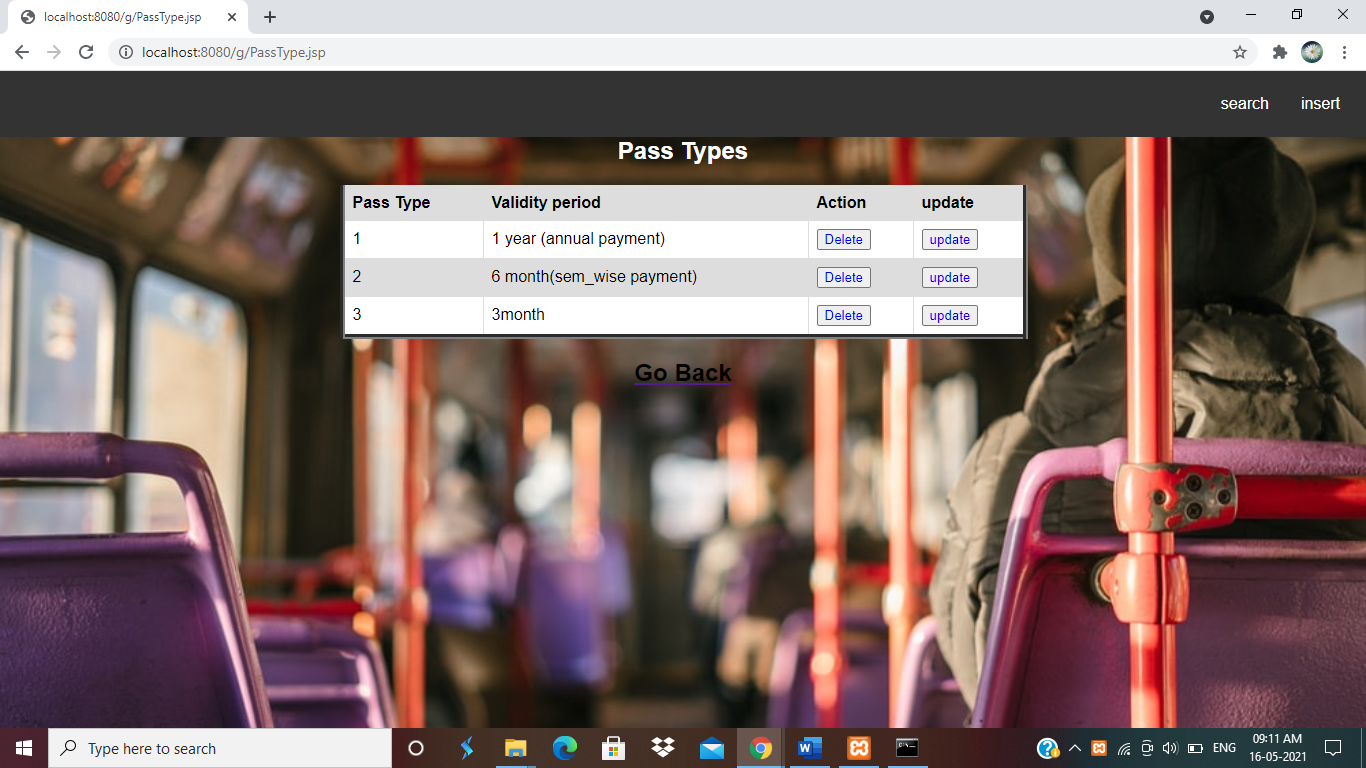 localhost:8080/g/PassType.jsp
localhost:8080/g/PassType.jsp
search insert
Pass Types
Pass Type Validity period Action update
1 1 year (annual payment) Delete update
2 6 month(sem_wise payment) Delete update
3 3month Delete update
Go Back
Type here to search
ENG
09:11 AM
16-05-2021